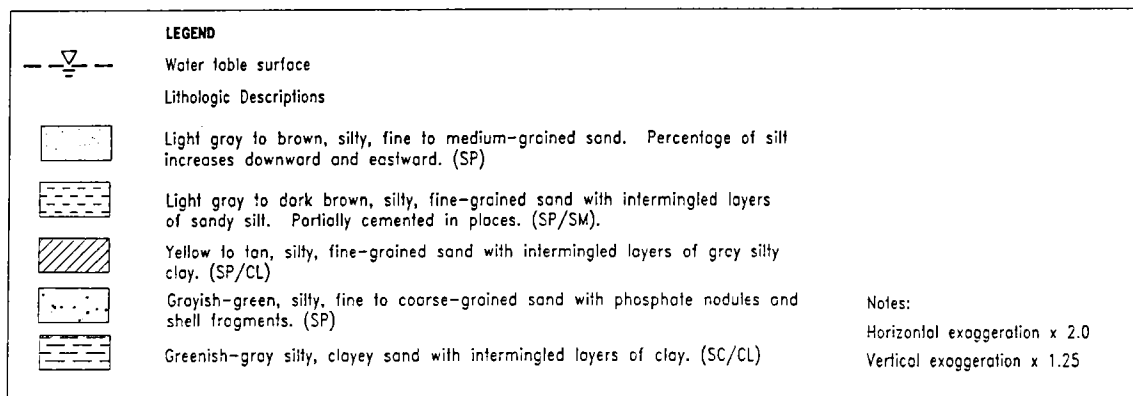 LEGEND
Water table surface
Lithologic Descriptions
Light gray to brown, silty, fine to medium-grained sand. Percentage of silt
increases downward and eastward. (SP)
Light gray to dark brown, silty, fine-grained sand with intermingled layers
of sandy silt. Partially cemented in places. (SP/SM).
Yellow to tan, silty, fine-grained sand with intermingled layers of gray silty
clay. (SP/CL)
Grayish-green, silty, fine to coarse-grained sand with phosphate nodules and
shell fragments. (SP)
Greenish-gray silty, clayey sand with intermingled layers of clay. (SC/CL)
Notes:
Horizontal exaggeration x 2.0
Vertical exaggeration x 1.25